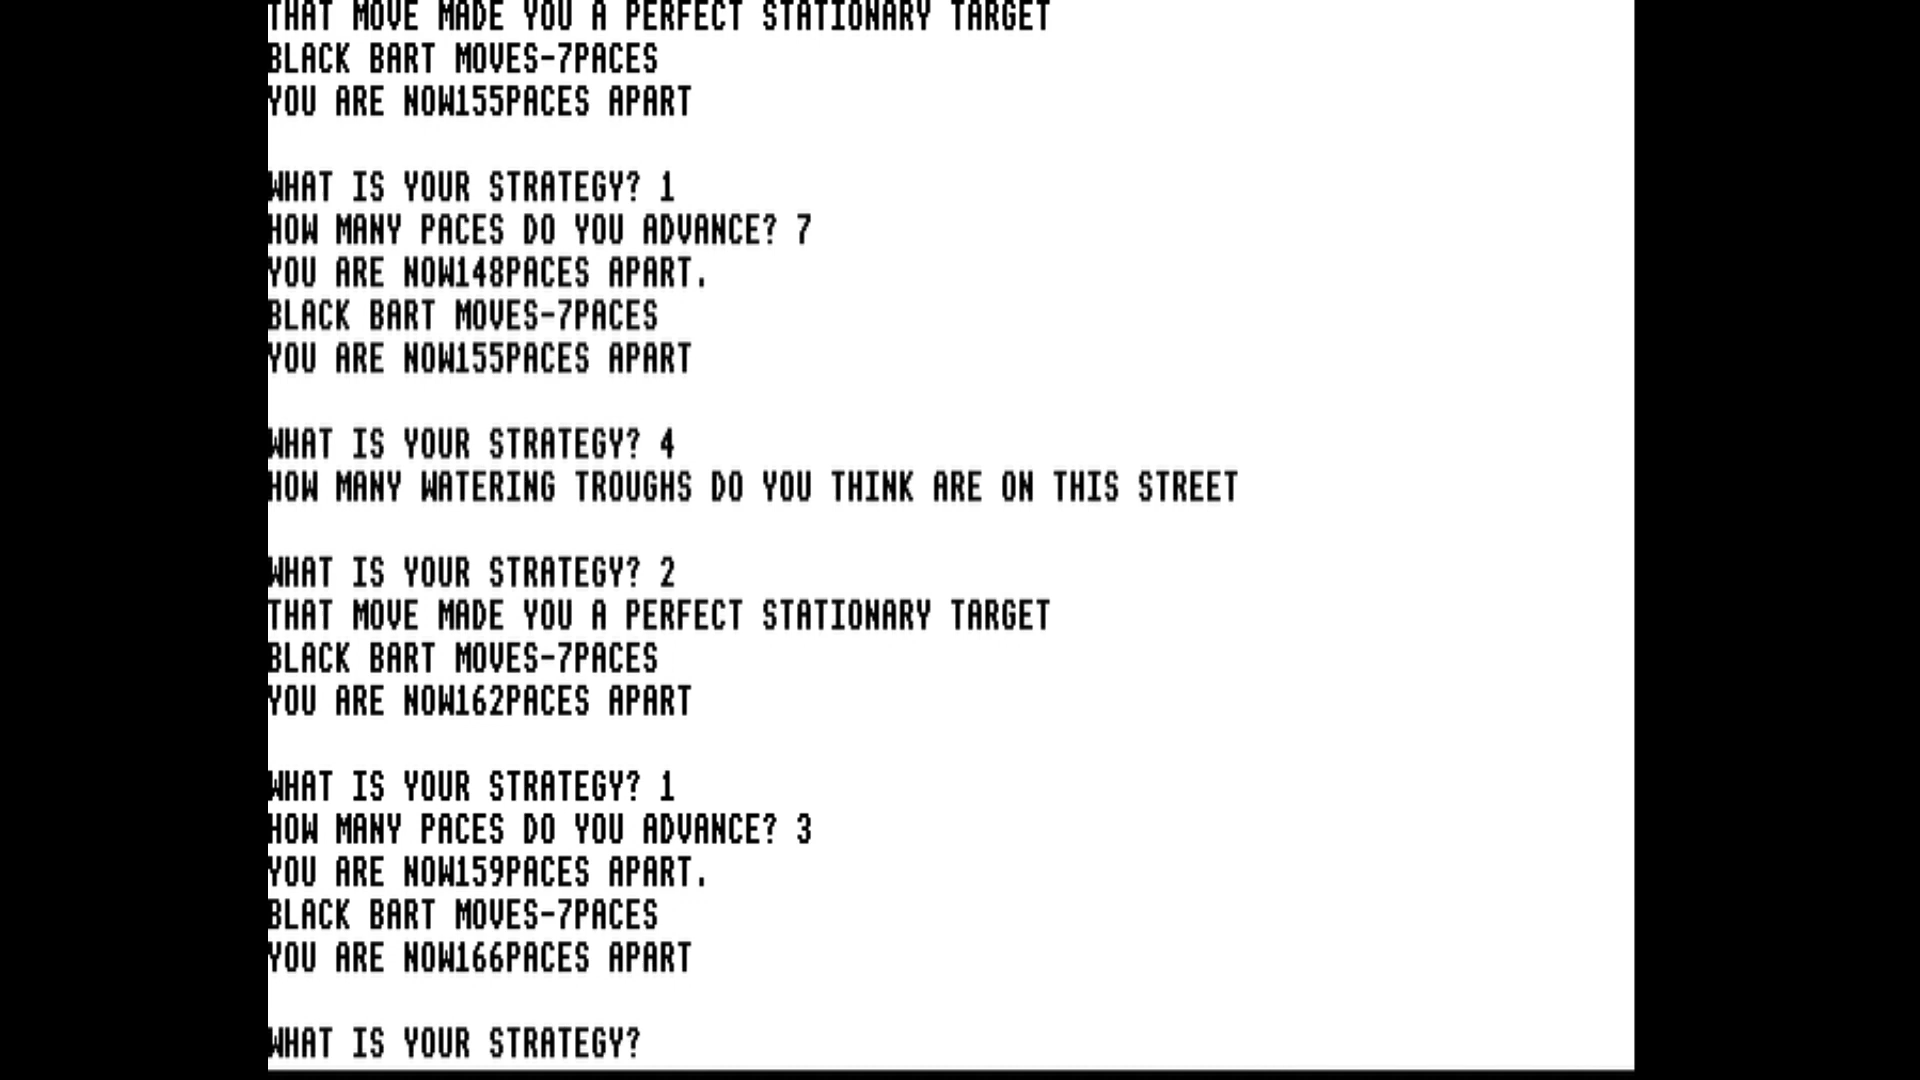 THAT MOVE MADE YOU A PERFECT STATIONARY TARGET
BLACK BART MOVES-7PACES
YOU ARE NOW155PACES APART
WHAT IS YOUR STRATEGY? 1
HOW MANY PACES DO YOU ADVANCE? 7
YOU ARE NOW148PACES APART.
BLACK BART MOVES-7PACES
YOU ARE NOW155PACES APART
WHAT IS YOUR STRATEGY? 4
HOW MANY WATERING TROUGHS DO YOU THINK ARE ON THIS STREET
WHAT IS YOUR STRATEGY? 2
THAT MOVE MADE YOU A PERFECT STATIONARY TARGET
BLACK BART MOVES-7PACES
YOU ARE NOW162PACES APART
WHAT IS YOUR STRATEGY? 1
HOW MANY PACES DO YOU ADVANCE? 3
YOU ARE NOW159PACES APART.
BLACK BART MOVES-7PACES
YOU ARE NOW166PACES APART
WHAT IS YOUR STRATEGY?